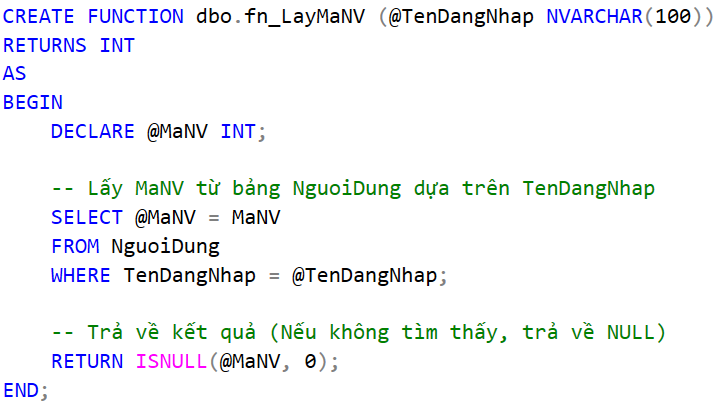 CREATE FUNCTION dbo.fn_LayMaNV (@TenDangNhap NVARCHAR(100))
RETURNS INT
AS
BEGIN
    DECLARE @MaNV INT;

    -- Lấy MaNV từ bảng NguoiDung dựa trên TenDangNhap
    SELECT @MaNV = MaNV
    FROM NguoiDung
    WHERE TenDangNhap = @TenDangNhap;

    -- Trả về kết quả (Nếu không tìm thấy, trả về NULL)
    RETURN ISNULL(@MaNV, 0);
END;